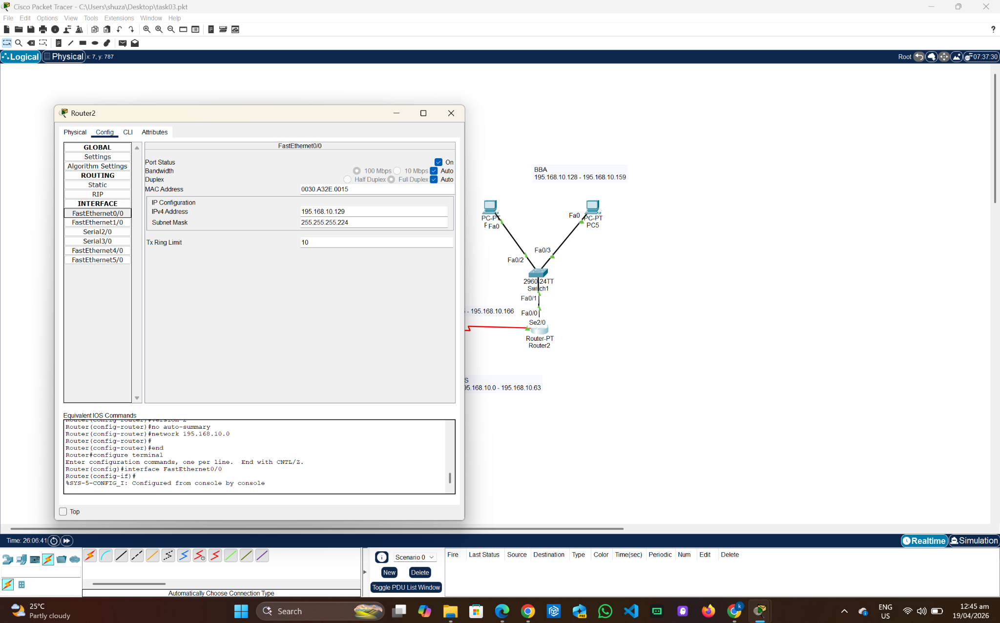 Cisco Packet Tracer - C:\Users\shuza\Desktop\task03.pkt
File Edit Options View Tools Extensions Window Help
?
Logical Physical x: 7, y: 787 Root 07:37:30
Router2
Physical Config CLI Attributes
GLOBAL
Settings
Algorithm Settings
ROUTING
Static
RIP
INTERFACE
FastEthernet0/0
FastEthernet1/0
Serial2/0
Serial3/0
FastEthernet4/0
FastEthernet5/0
FastEthernet0/0
Port Status On
Bandwidth 100 Mbps 10 Mbps Auto
Duplex Half Duplex Full Duplex Auto
MAC Address 0030.A32E.0015
IP Configuration
IPv4 Address 195.168.10.129
Subnet Mask 255.255.255.224
Tx Ring Limit 10
Equivalent IOS Commands
Router(config-router)#version 2
Router(config-router)#no auto-summary
Router(config-router)#network 195.168.10.0
Router(config-router)#
Router(config-router)#end
Router#configure terminal
Enter configuration commands, one per line. End with CNTL/Z.
Router(config)#interface FastEthernet0/0
Router(config-if)#
%SYS-5-CONFIG_I: Configured from console by console
Top
BBA
195.168.10.128 - 195.168.10.159
PC-PT
Fa0
Fa0
PC-PT
PC5
Fa0/3
Fa0/2
2960-24TT
Switch1
Fa0/1
- 195.168.10.166
Fa0/0
Se2/0
Router-PT
Router2
S
95.168.10.0 - 195.168.10.63
Time: 26:06:41 Realtime Simulation
Scenario 0
New Delete
Toggle PDU List Window
Fire Last Status Source Destination Type Color Time(sec) Periodic Num Edit Delete
Automatically Choose Connection Type
25°C
Partly cloudy
Search
PRE
k
ENG
US
12:45 am
19/04/2026